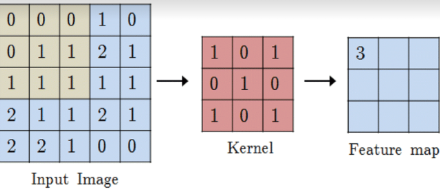 0 0 0 1 0
0 1 1 2 1
1 1 1 1 1
2 1 1 2 1
2 2 1 0 0
Input Image
1 0 1
0 1 0
1 0 1
Kernel
3
Feature map